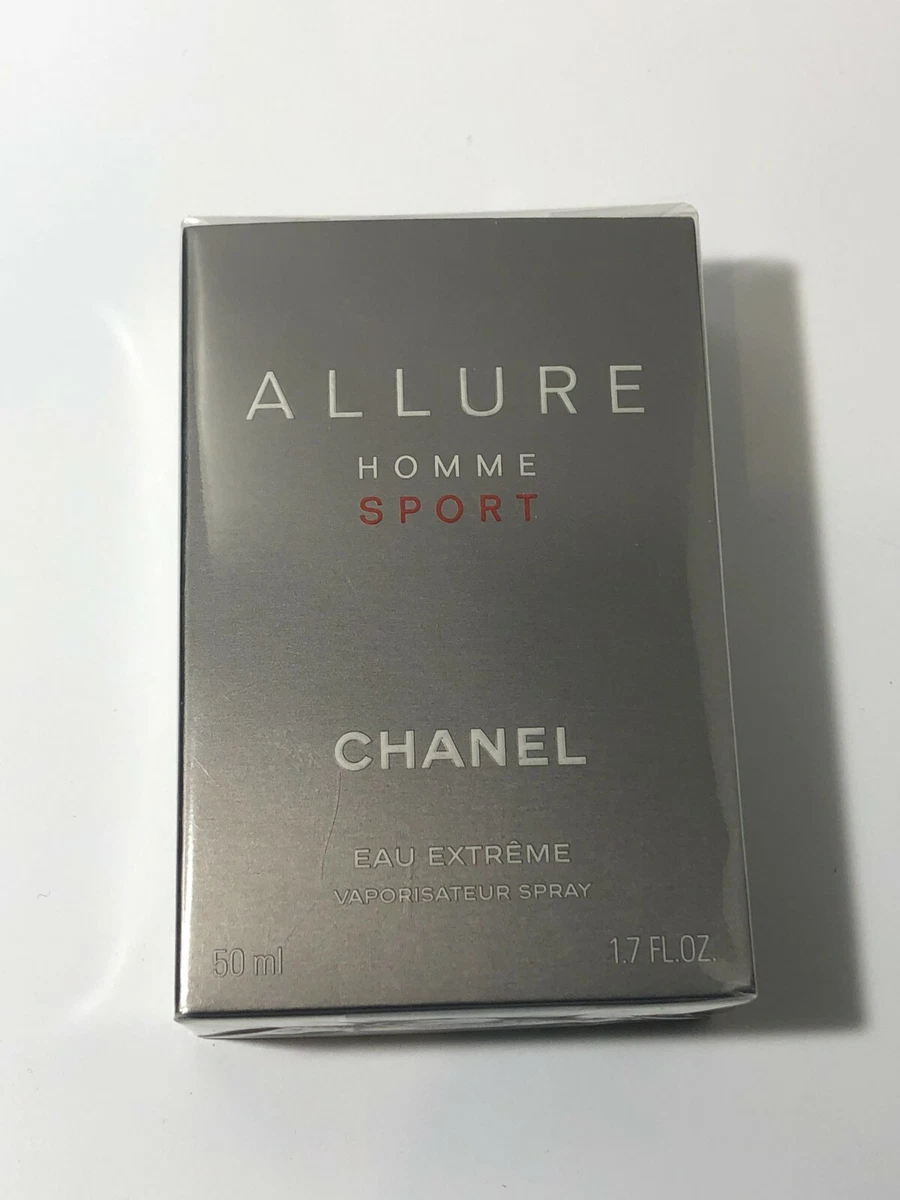 ALLURE
HOMME
SPORT
CHANEL
EAU EXTRÊME
VAPORISATEUR SPRAY
50 ml 1.7 FL.OZ.